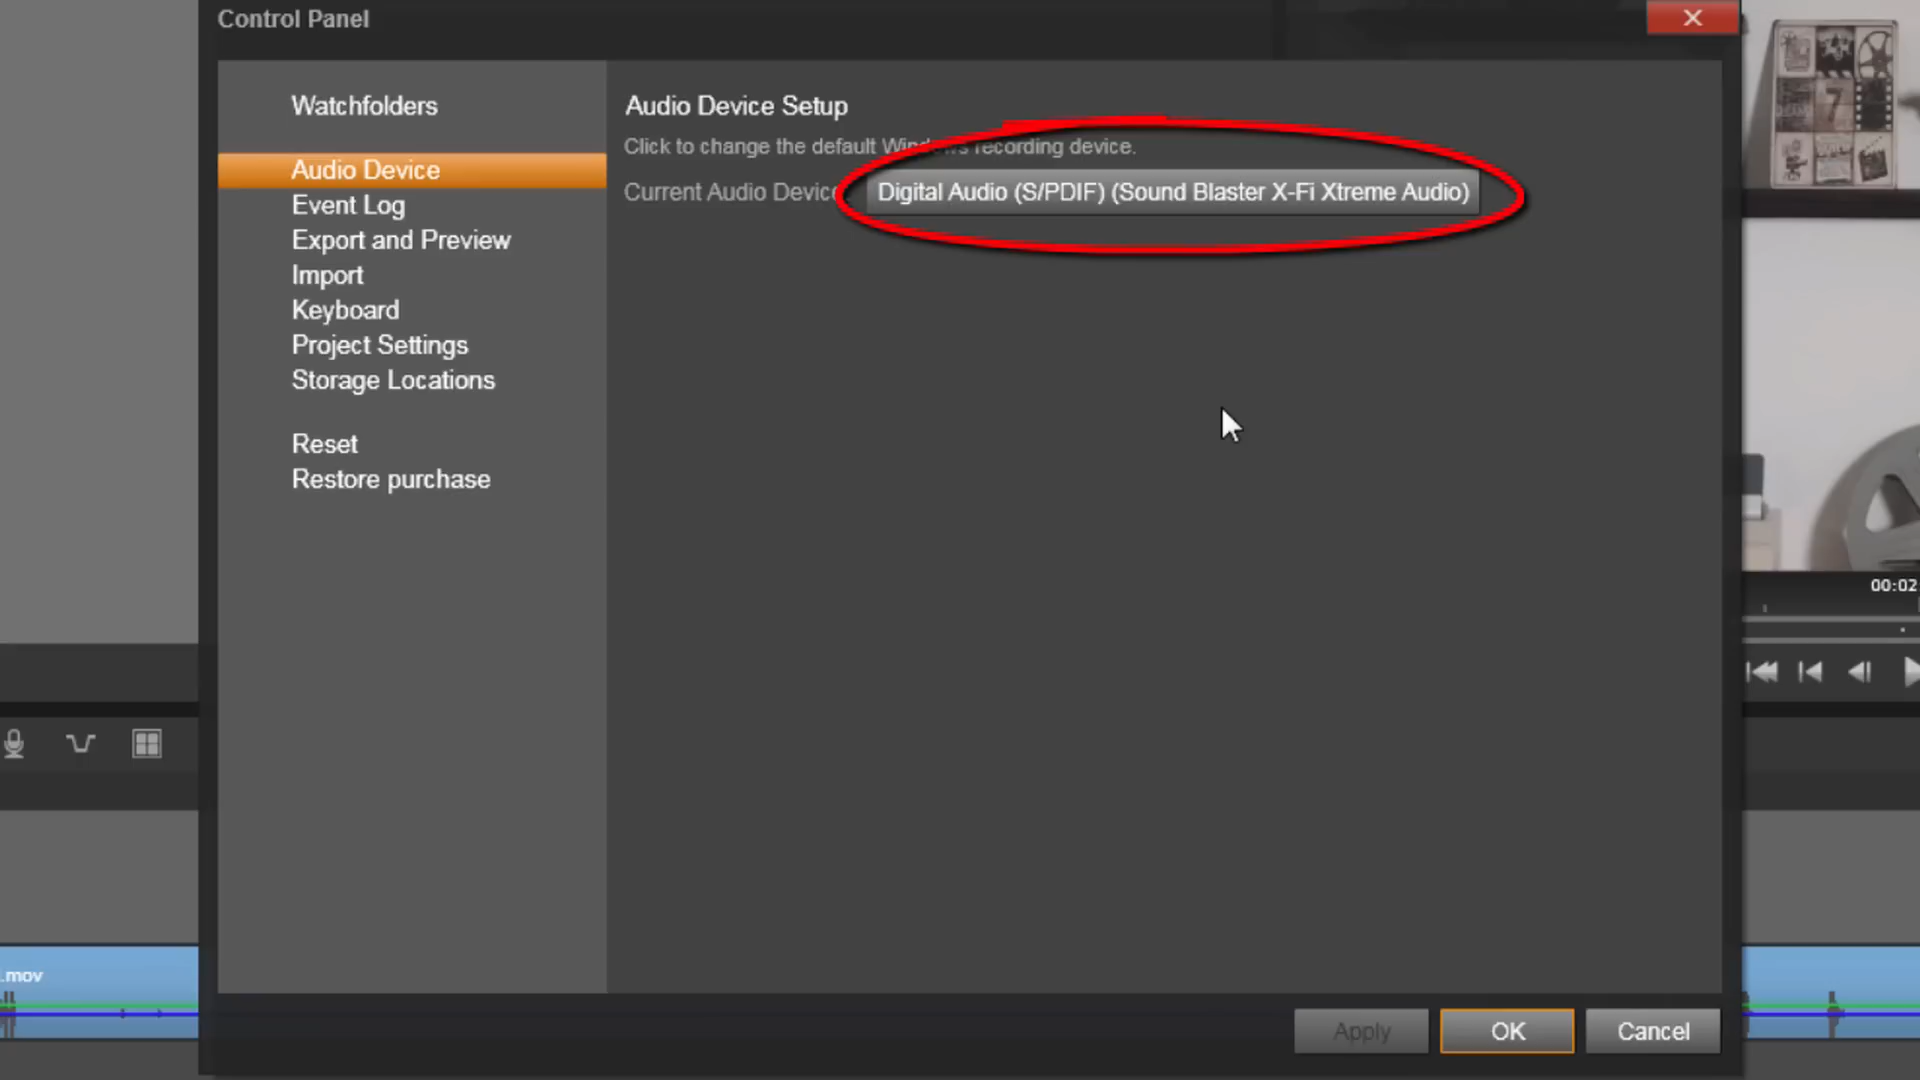 Control Panel
Watchfolders
Audio Device
Event Log
Export and Preview
Import
Keyboard
Project Settings
Storage Locations
Reset
Restore purchase
Audio Device Setup
Click to change the default Windows recording device.
Current Audio Device
Digital Audio (S/PDIF) (Sound Blaster X-Fi Xtreme Audio)
7
00:02
.mov
Apply
OK
Cancel